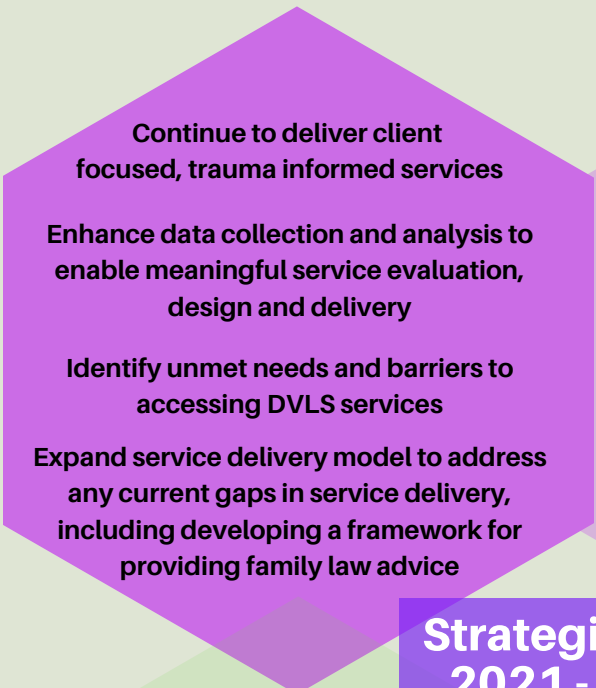 Continue to deliver client
focused, trauma informed services
Enhance data collection and analysis to
enable meaningful service evaluation,
design and delivery
Identify unmet needs and barriers to
accessing DVLS services
Expand service delivery model to address
any current gaps in service delivery,
including developing a framework for
providing family law advice
Strategi
2021-